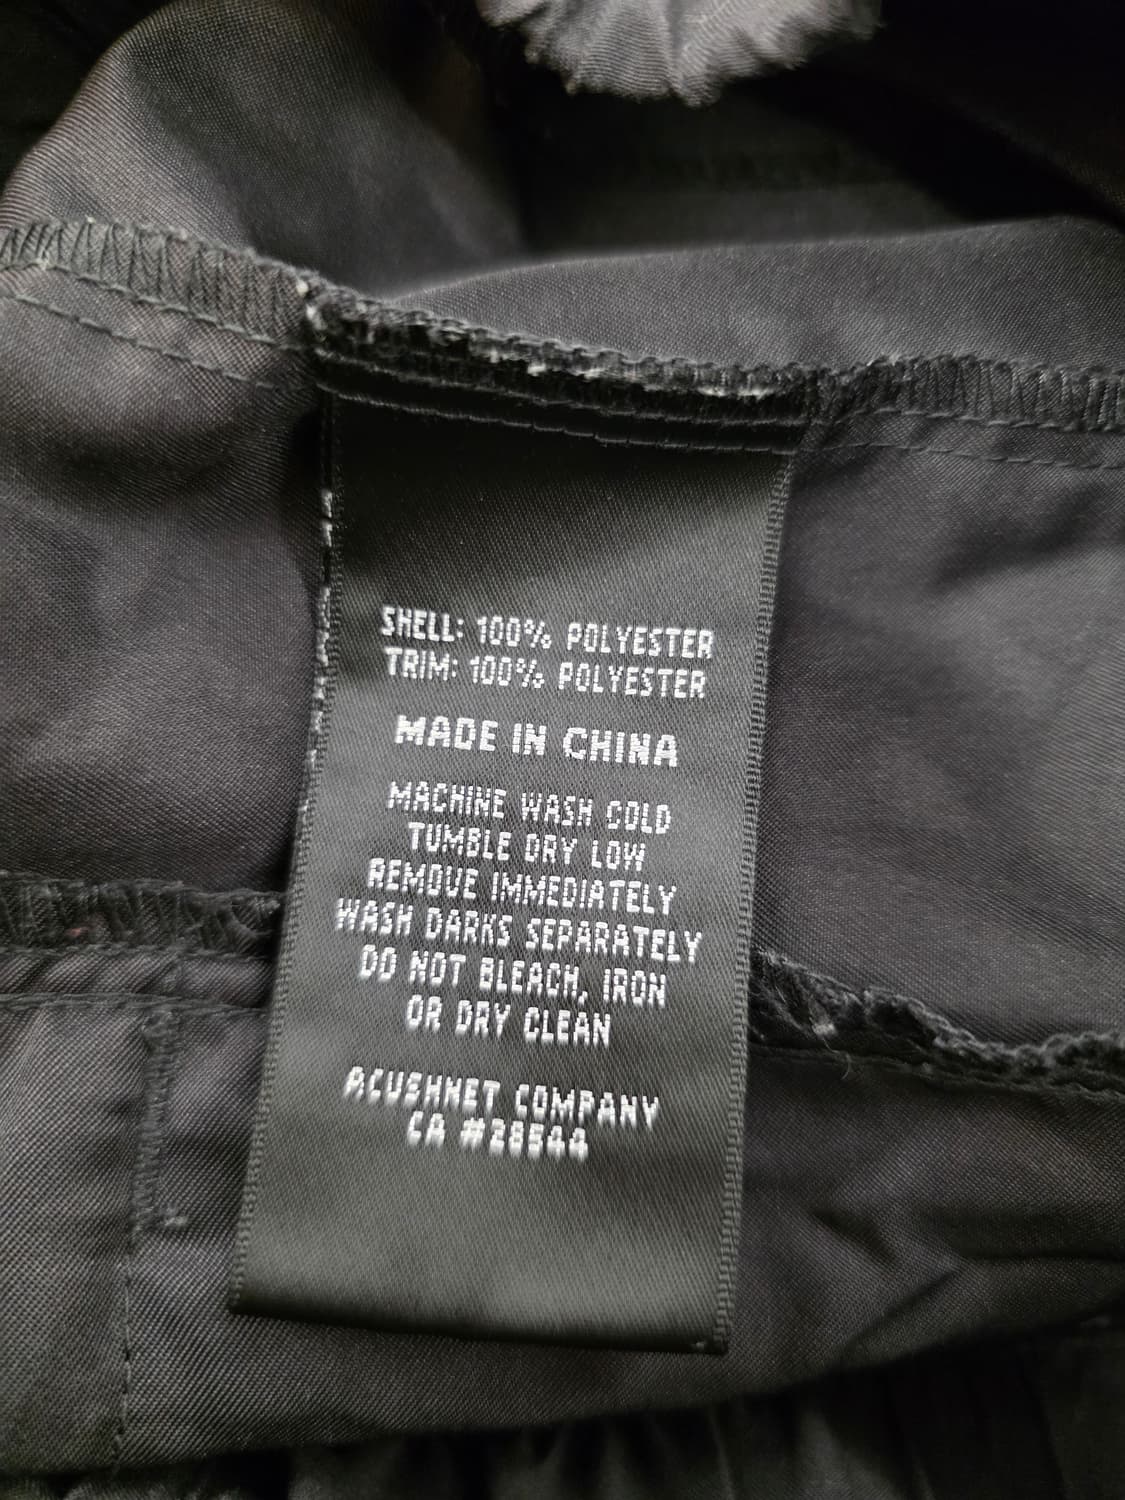 SHELL: 100% POLYESTER
TRIM: 100% POLYESTER
MADE IN CHINA
MACHINE WASH COLD
TUMBLE DRY LOW
REMOVE IMMEDIATELY
WASH DARKS SEPARATELY
DO NOT BLEACH, IRON
OR DRY CLEAN
ACUSHNET COMPANY
CA #28544